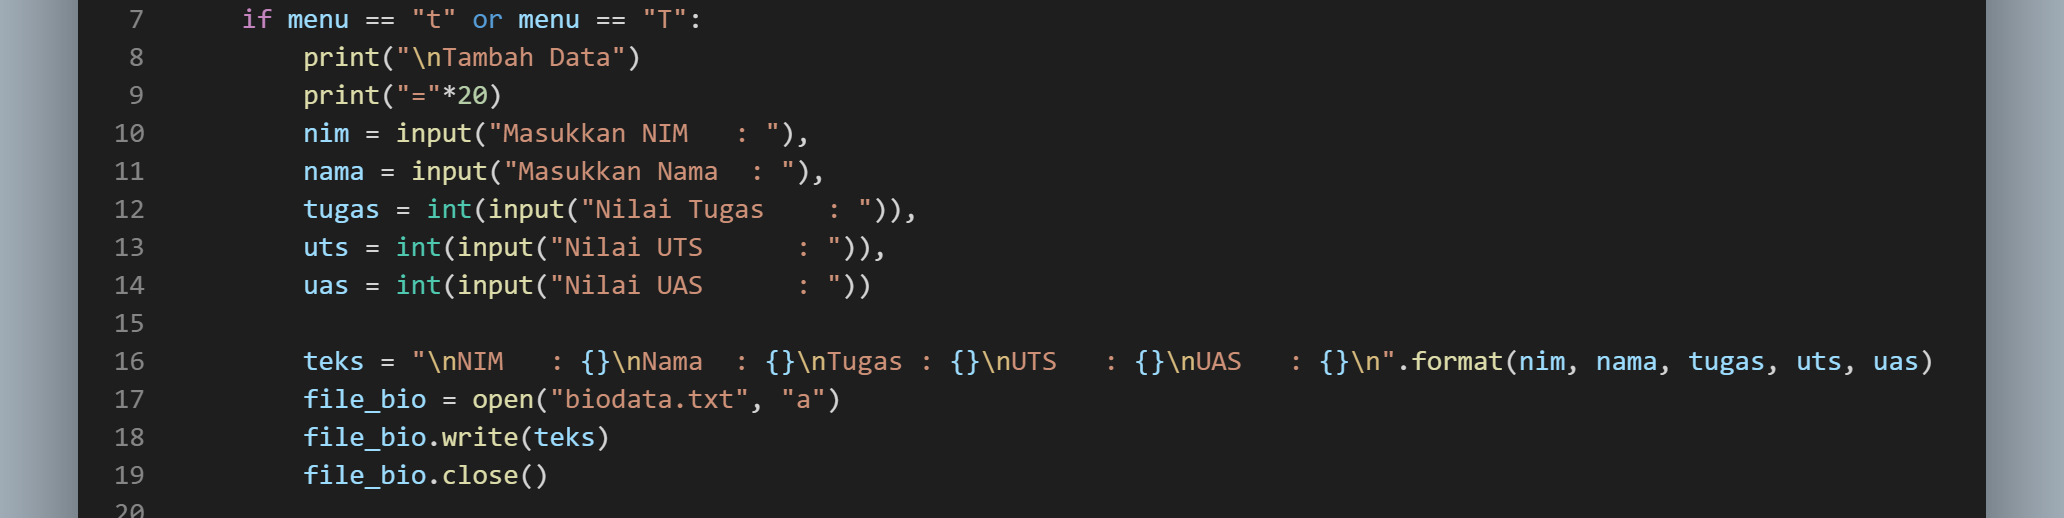 7 if menu == "t" or menu == "T":
8 print("\nTambah Data")
9 print("="*20)
10 nim = input("Masukkan NIM   : "),
11 nama = input("Masukkan Nama  : "),
12 tugas = int(input("Nilai Tugas    : ")),
13 uts = int(input("Nilai UTS      : ")),
14 uas = int(input("Nilai UAS      : "))
15
16 teks = "\nNIM   : {}\nNama  : {}\nTugas : {}\nUTS   : {}\nUAS   : {}\n".format(nim, nama, tugas, uts, uas)
17 file_bio = open("biodata.txt", "a")
18 file_bio.write(teks)
19 file_bio.close()
20